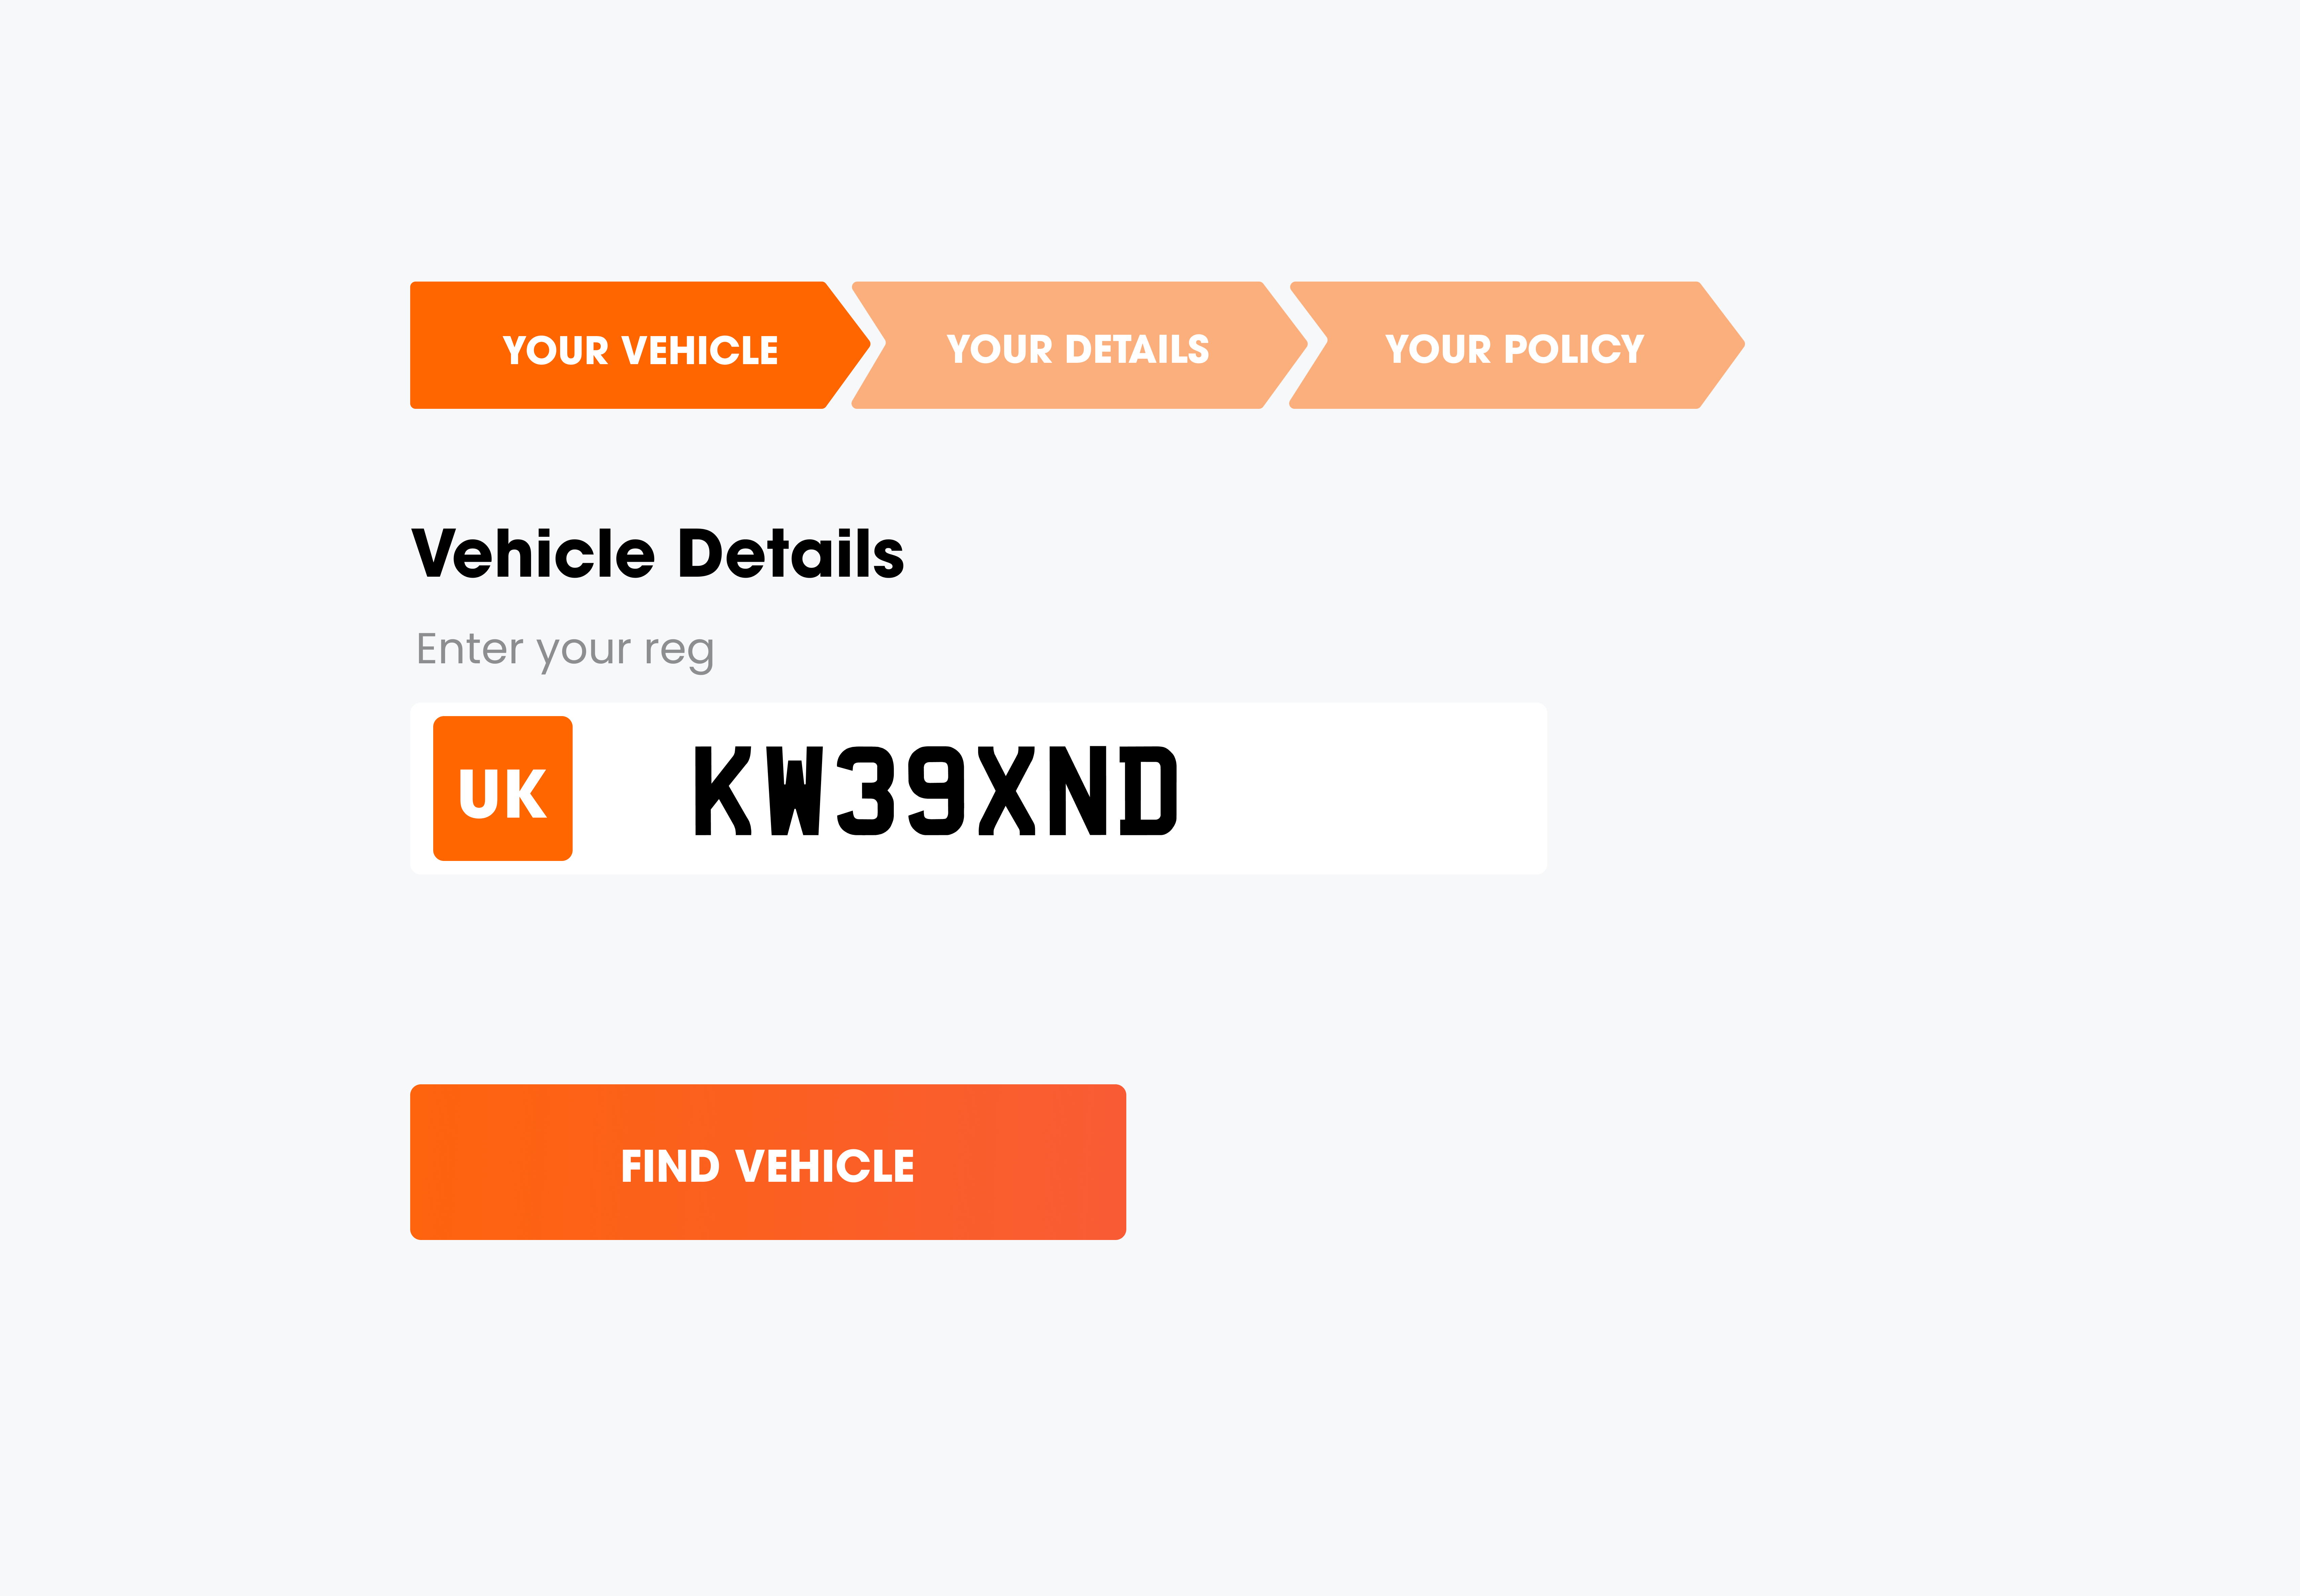 YOUR VEHICLE YOUR DETAILS YOUR POLICY
Vehicle Details
Enter your reg
UK KW39XND
FIND VEHICLE